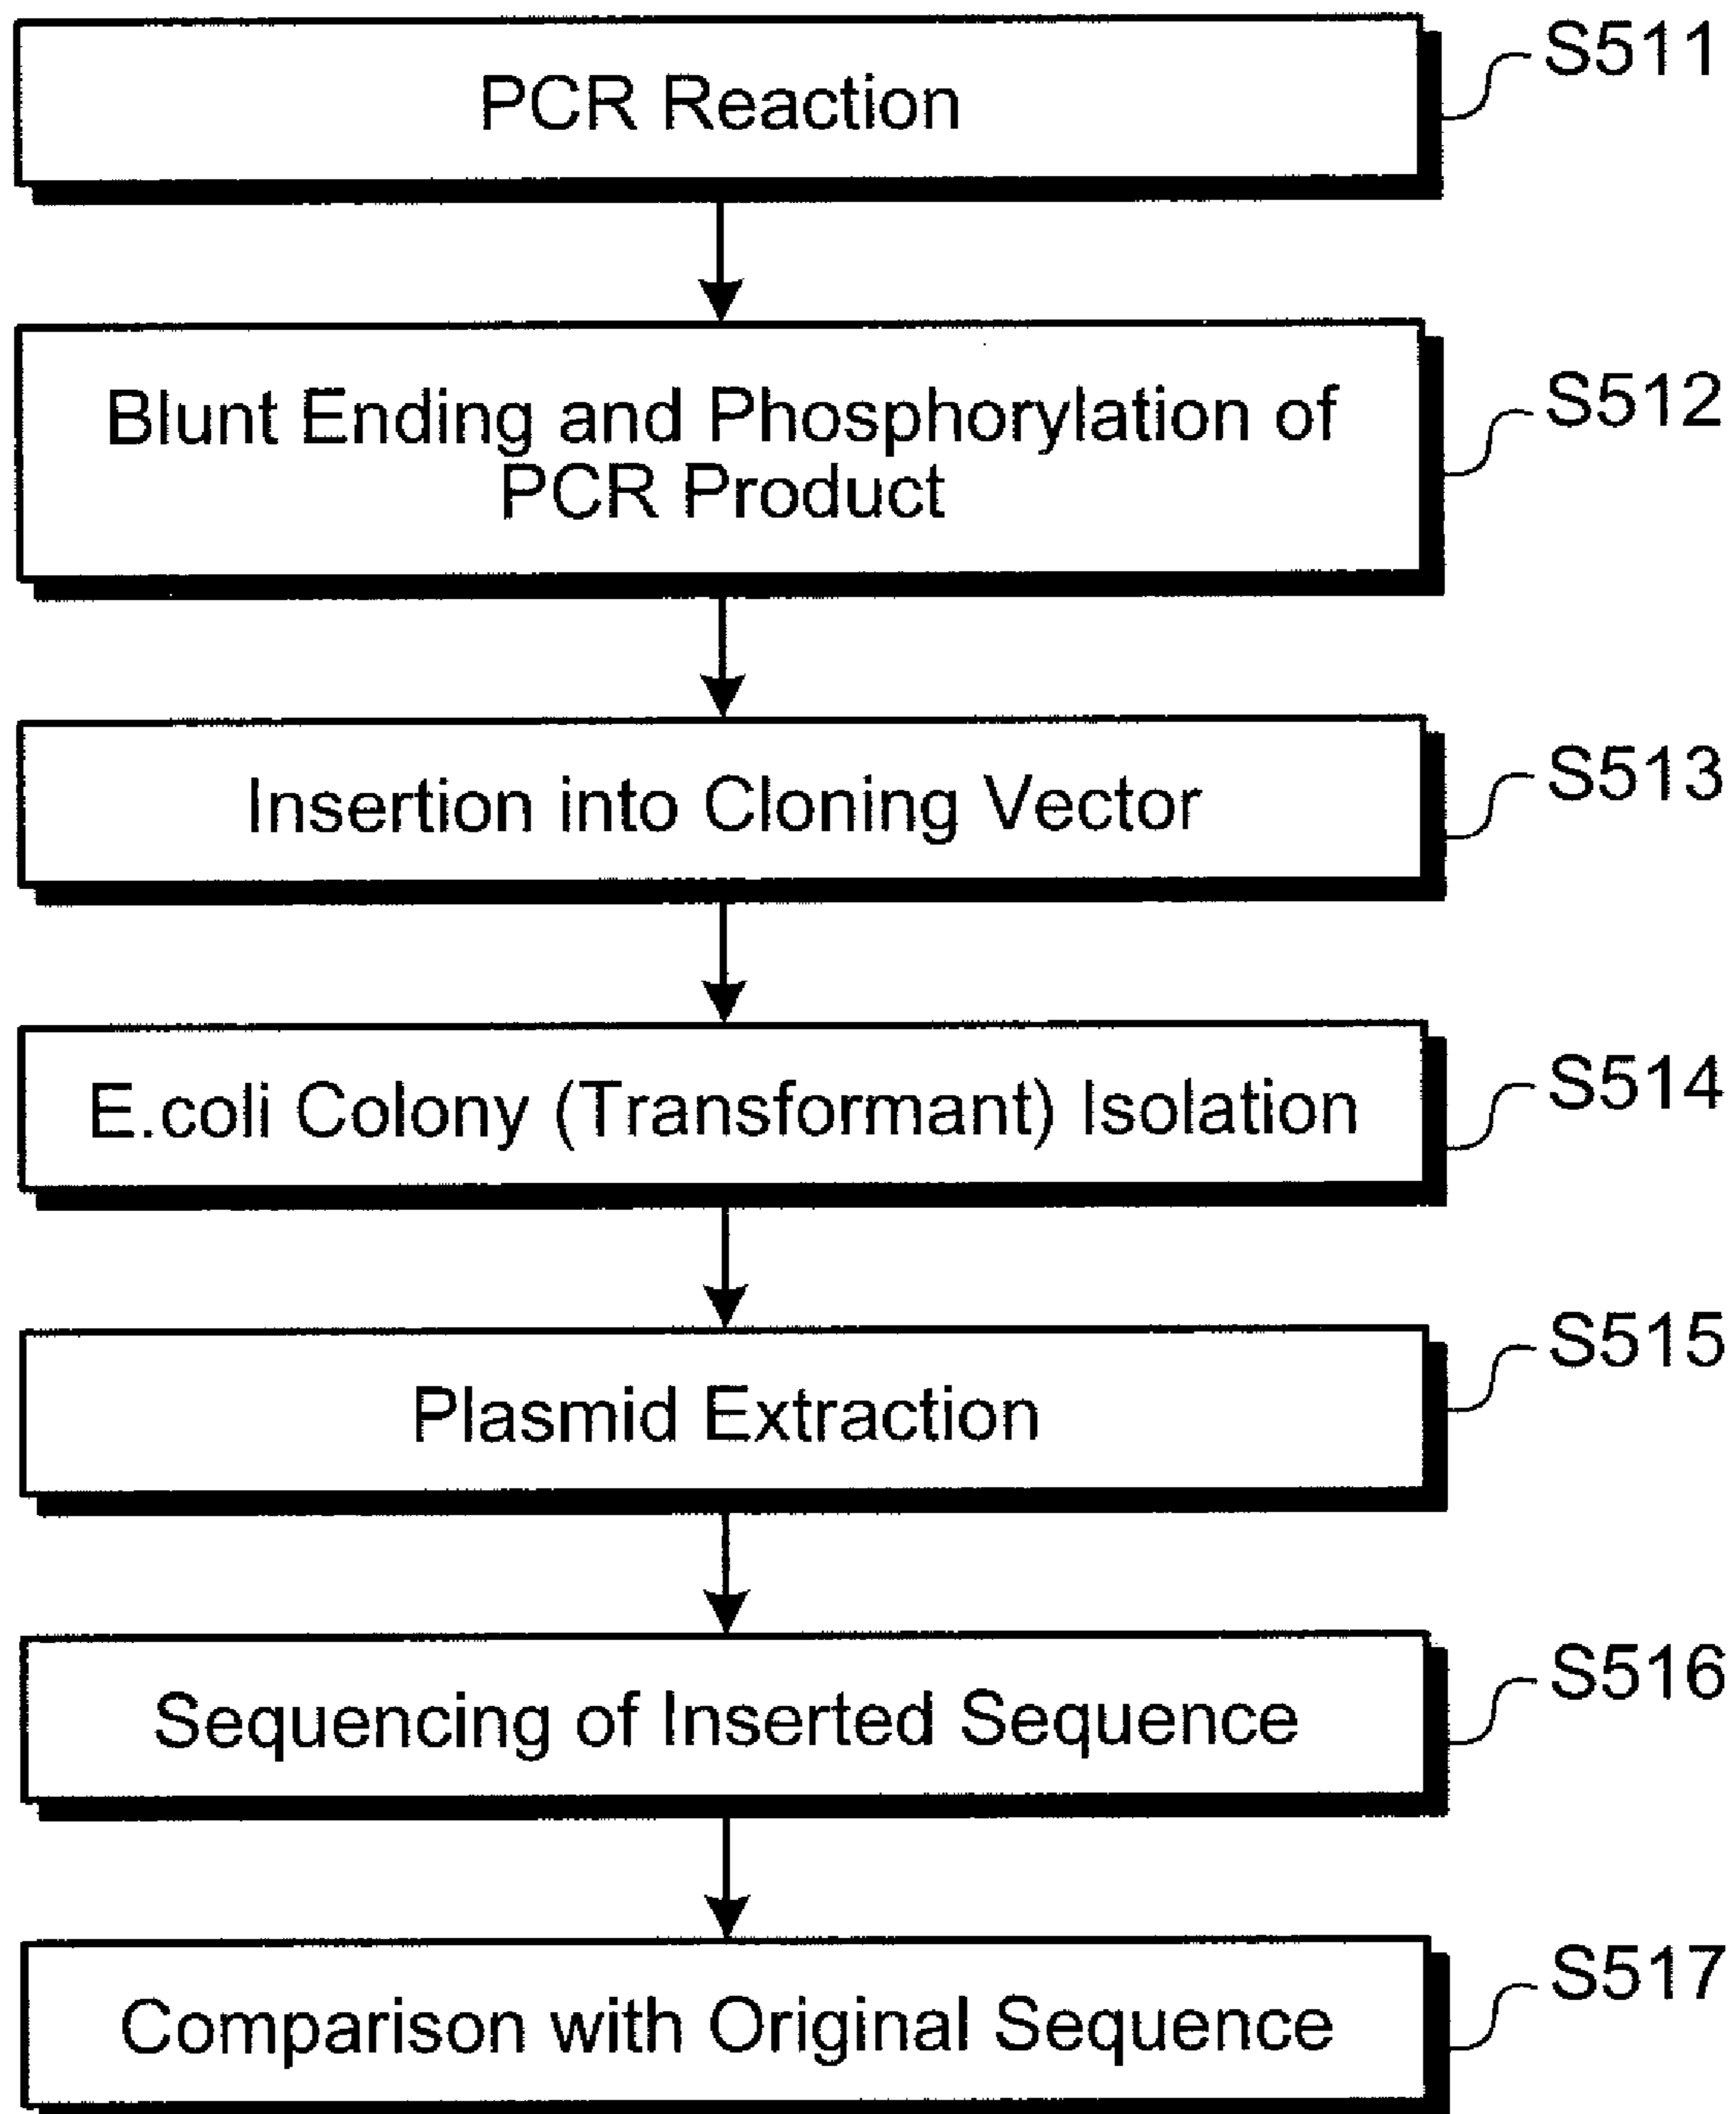 PCR Reaction
S511
Blunt Ending and Phosphorylation of
PCR Product
S512
Insertion into Cloning Vector
S513
E.coli Colony (Transformant) Isolation
S514
Plasmid Extraction
S515
Sequencing of Inserted Sequence
S516
Comparison with Original Sequence
S517